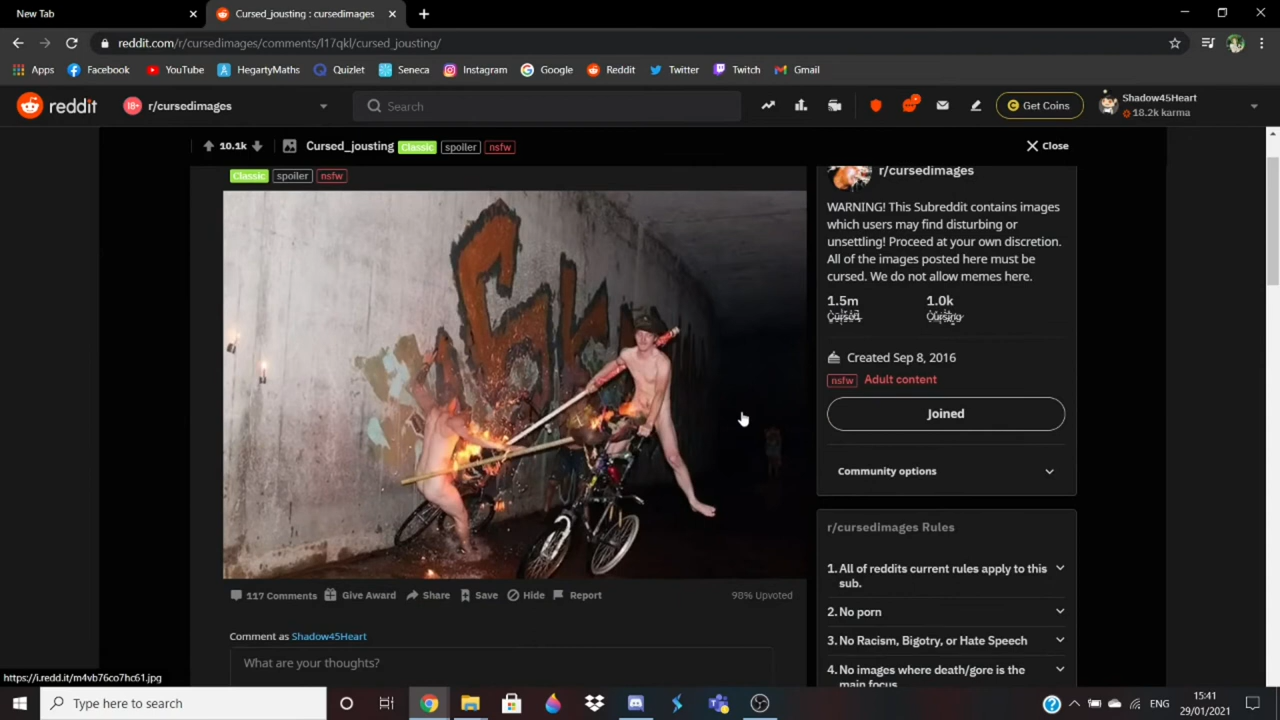 New Tab
Cursed_jousting : cursedimages
reddit.com/r/cursedimages/comments/l17qkl/cursed_jousting/
Apps Facebook YouTube HegartyMaths Quizlet Seneca Instagram Google Reddit Twitter Twitch Gmail
reddit 18+ r/cursedimages Search Get Coins Shadow45Heart
18.2k karma
10.1k Cursed_jousting Classic spoiler nsfw Close
Classic spoiler nsfw
r/cursedimages
WARNING! This Subreddit contains images
which users may find disturbing or
unsettling! Proceed at your own discretion.
All of the images posted here must be
cursed. We do not allow memes here.
1.5m 1.0k
Cursed Cursing
Created Sep 8, 2016
nsfw Adult content
Joined
Community options
r/cursedimages Rules
1. All of reddits current rules apply to this
sub.
2. No porn
3. No Racism, Bigotry, or Hate Speech
4. No images where death/gore is the
main focus
117 Comments Give Award Share Save Hide Report 98% Upvoted
Comment as Shadow45Heart
What are your thoughts?
https://i.redd.it/m4vb76co7hc61.jpg
Type here to search
ENG
15:41
29/01/2021